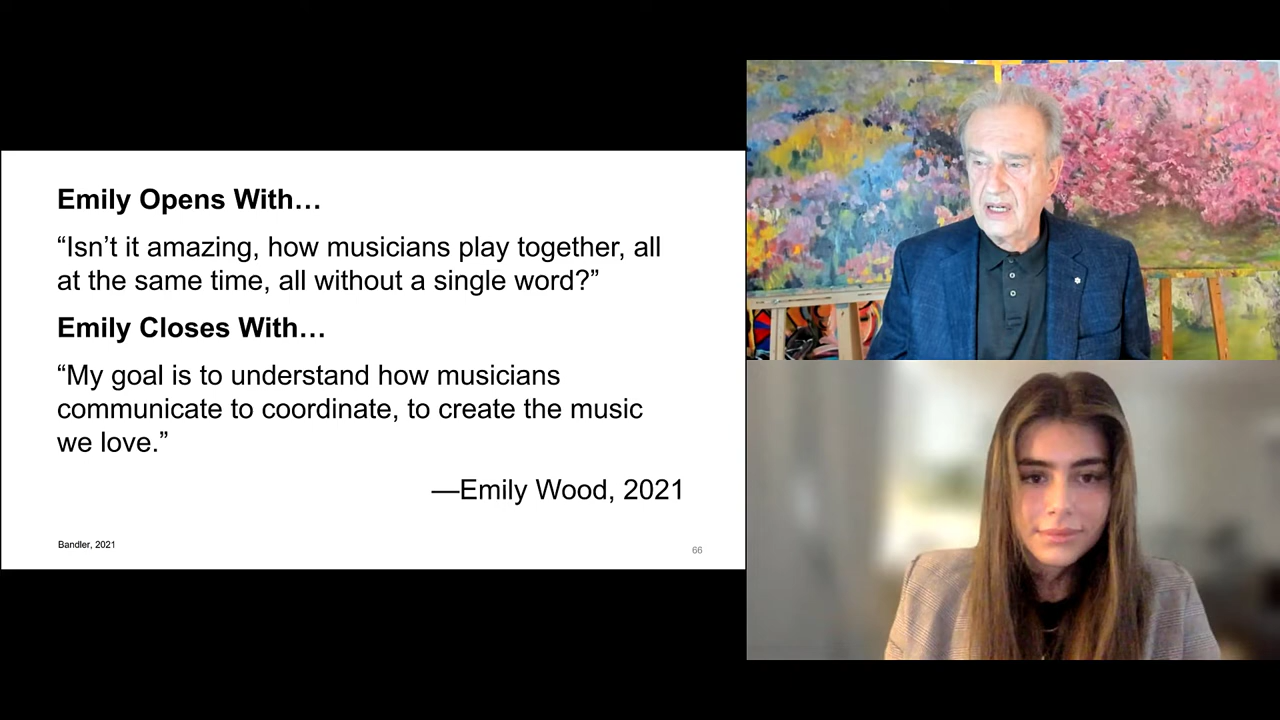 Emily Opens With…
“Isn’t it amazing, how musicians play together, all
at the same time, all without a single word?”
Emily Closes With…
“My goal is to understand how musicians
communicate to coordinate, to create the music
we love.”
—Emily Wood, 2021
Bandler, 2021
66